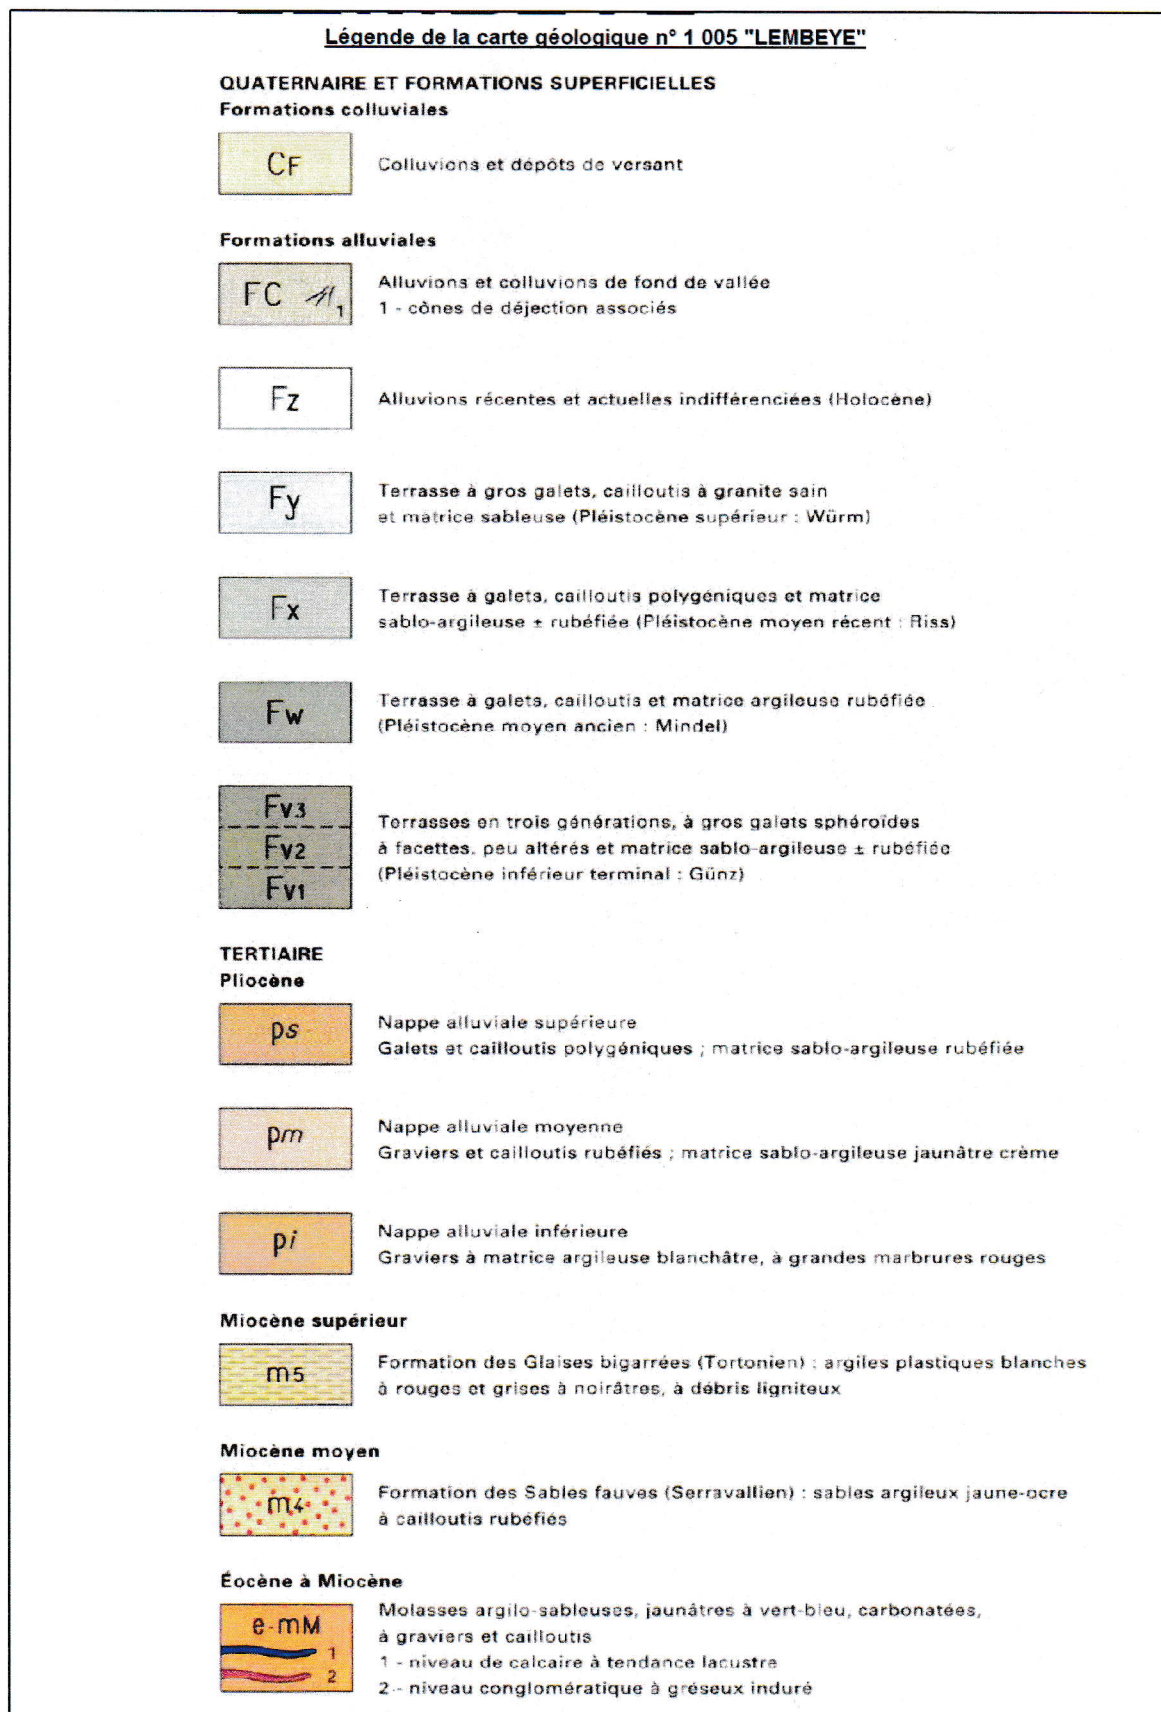 Légende de la carte géologique n° 1 005 "LEMBEYE"
QUATERNAIRE ET FORMATIONS SUPERFICIELLES
Formations colluviales
CF
Colluvions et dépôts de versant
Formations alluviales
FC 1
Alluvions et colluvions de fond de vallée
1 - cônes de déjection associés
Fz
Alluvions récentes et actuelles indifférenciées (Holocène)
Fy
Terrasse à gros galets, cailloutis à granite sain
et matrice sableuse (Pléistocène supérieur : Würm)
Fx
Terrasse à galets, cailloutis polygéniques et matrice
sablo-argileuse ± rubéfiée (Pléistocène moyen récent : Riss)
Fw
Terrasse à galets, cailloutis et matrice argileuse rubéfiée
(Pléistocène moyen ancien : Mindel)
Fv3
Fv2
Fv1
Terrasses en trois générations, à gros galets sphéroïdes
à facettes, peu altérés et matrice sablo-argileuse ± rubéfiée
(Pléistocène inférieur terminal : Günz)
TERTIAIRE
Pliocène
ps
Nappe alluviale supérieure
Galets et cailloutis polygéniques ; matrice sablo-argileuse rubéfiée
pm
Nappe alluviale moyenne
Graviers et cailloutis rubéfiés ; matrice sablo-argileuse jaunâtre crème
pi
Nappe alluviale inférieure
Graviers à matrice argileuse blanchâtre, à grandes marbrures rouges
Miocène supérieur
m5
Formation des Glaises bigarrées (Tortonien) : argiles plastiques blanches
à rouges et grises à noirâtres, à débris ligniteux
Miocène moyen
m4
Formation des Sables fauves (Serravallien) : sables argileux jaune-ocre
à cailloutis rubéfiés
Éocène à Miocène
e-mM
1
2
Molasses argilo-sableuses, jaunâtres à vert-bleu, carbonatées,
à graviers et cailloutis
1 - niveau de calcaire à tendance lacustre
2 - niveau conglomératique à gréseux induré